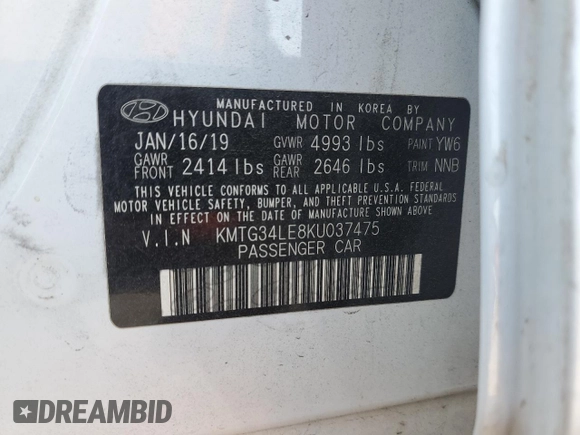 MANUFACTURED IN KOREA BY
HYUNDAI MOTOR COMPANY
JAN/16/19 GVWR 4993 lbs PAINT YW6
GAWR FRONT 2414 lbs GAWR REAR 2646 lbs TRIM NNB
THIS VEHICLE CONFORMS TO ALL APPLICABLE U.S.A. FEDERAL
MOTOR VEHICLE SAFETY, BUMPER, AND THEFT PREVENTION STANDARDS
IN EFFECT ON THE DATE OF MANUFACTURE SHOWN ABOVE.
V.I.N KMTG34LE8KU037475
PASSENGER CAR
DREAMBID